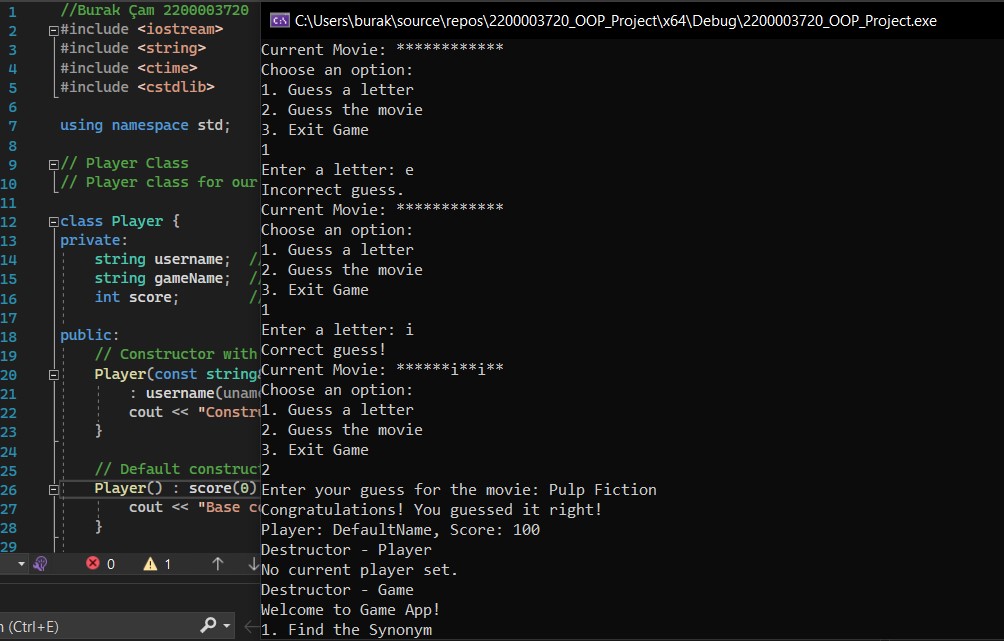 1 //Burak Çam 2200003720
2 #include <iostream>
3 #include <string>
4 #include <ctime>
5 #include <cstdlib>
6
7 using namespace std;
8
9 // Player Class
10 // Player class for our
11
12 class Player {
13 private:
14 string username; //
15 string gameName; //
16 int score; //
17
18 public:
19 // Constructor with
20 Player(const string&
21 : username(unam
22 cout << "Constr
23 }
24
25 // Default construct
26 Player() : score(0)
27 cout << "Base co
28 }
29
0 1
(Ctrl+E)
C:\Users\burak\source\repos\2200003720_OOP_Project\x64\Debug\2200003720_OOP_Project.exe
Current Movie: ************
Choose an option:
1. Guess a letter
2. Guess the movie
3. Exit Game
1
Enter a letter: e
Incorrect guess.
Current Movie: ************
Choose an option:
1. Guess a letter
2. Guess the movie
3. Exit Game
1
Enter a letter: i
Correct guess!
Current Movie: ******i**i**
Choose an option:
1. Guess a letter
2. Guess the movie
3. Exit Game
2
Enter your guess for the movie: Pulp Fiction
Congratulations! You guessed it right!
Player: DefaultName, Score: 100
Destructor - Player
No current player set.
Destructor - Game
Welcome to Game App!
1. Find the Synonym